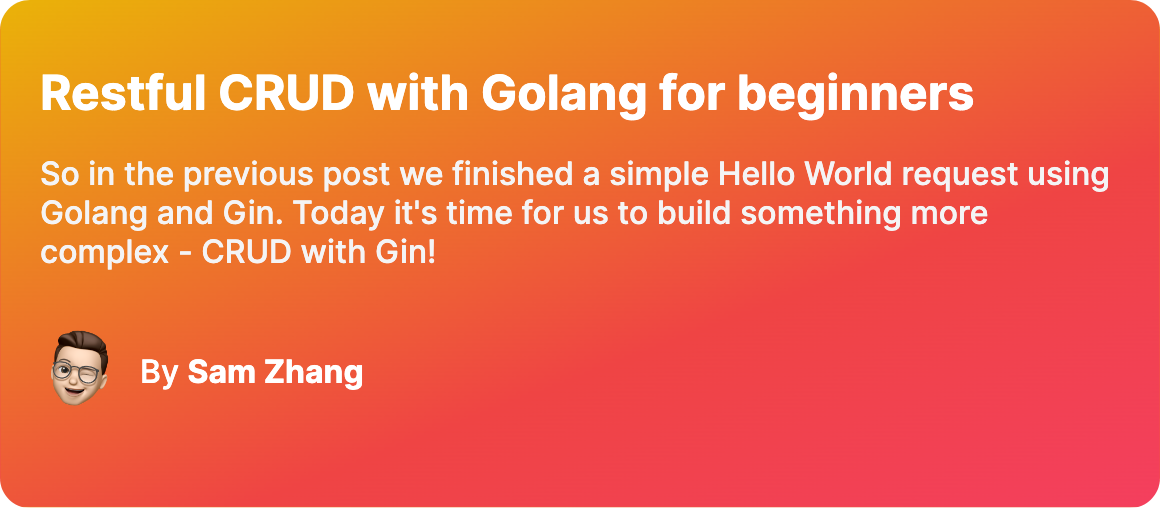 Restful CRUD with Golang for beginners
So in the previous post we finished a simple Hello World request using
Golang and Gin. Today it's time for us to build something more
complex - CRUD with Gin!
By Sam Zhang